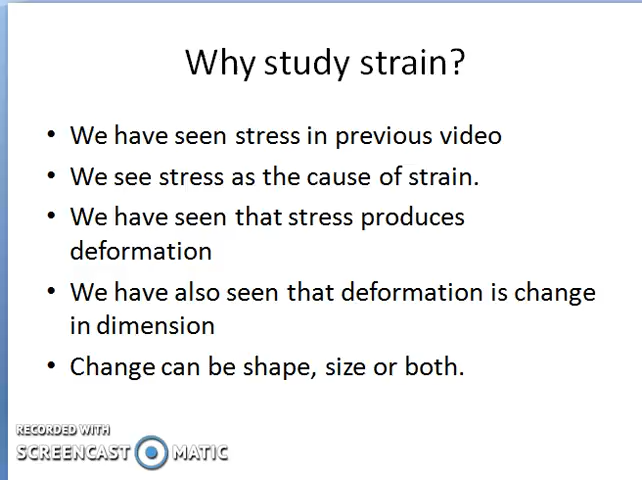 Why study strain?
• We have seen stress in previous video
• We see stress as the cause of strain.
• We have seen that stress produces
deformation
• We have also seen that deformation is change
in dimension
• Change can be shape, size or both.
RECORDED WITH
SCREENCAST MATIC